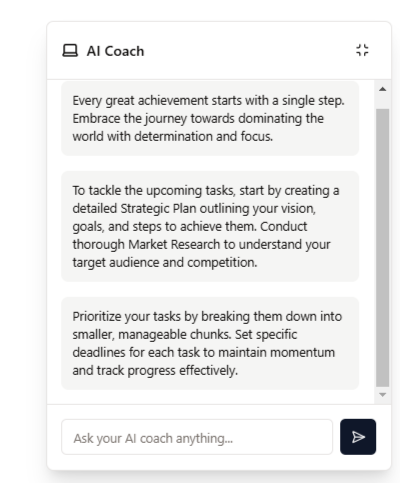 AI Coach
Every great achievement starts with a single step.
Embrace the journey towards dominating the
world with determination and focus.
To tackle the upcoming tasks, start by creating a
detailed Strategic Plan outlining your vision,
goals, and steps to achieve them. Conduct
thorough Market Research to understand your
target audience and competition.
Prioritize your tasks by breaking them down into
smaller, manageable chunks. Set specific
deadlines for each task to maintain momentum
and track progress effectively.
Ask your AI coach anything...